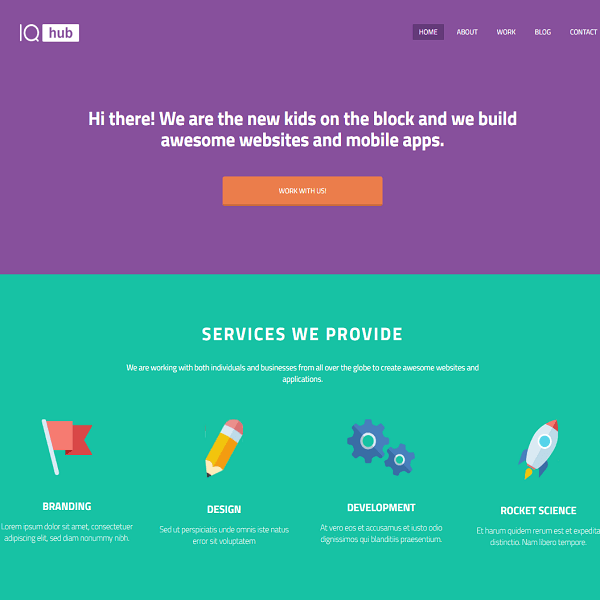 IQ hub
HOME ABOUT WORK BLOG CONTACT
Hi there! We are the new kids on the block and we build
awesome websites and mobile apps.
WORK WITH US!
SERVICES WE PROVIDE
We are working with both individuals and businesses from all over the globe to create awesome websites and
applications.
BRANDING
Lorem ipsum dolor sit amet, consectetuer
adipiscing elit, sed diam nonummy nibh.
DESIGN
Sed ut perspiciatis unde omnis iste natus
error sit voluptatem
DEVELOPMENT
At vero eos et accusamus et iusto odio
dignissimos qui blanditiis praesentium.
ROCKET SCIENCE
Et harum quidem rerum est et expedita
distinctio. Nam libero tempore.